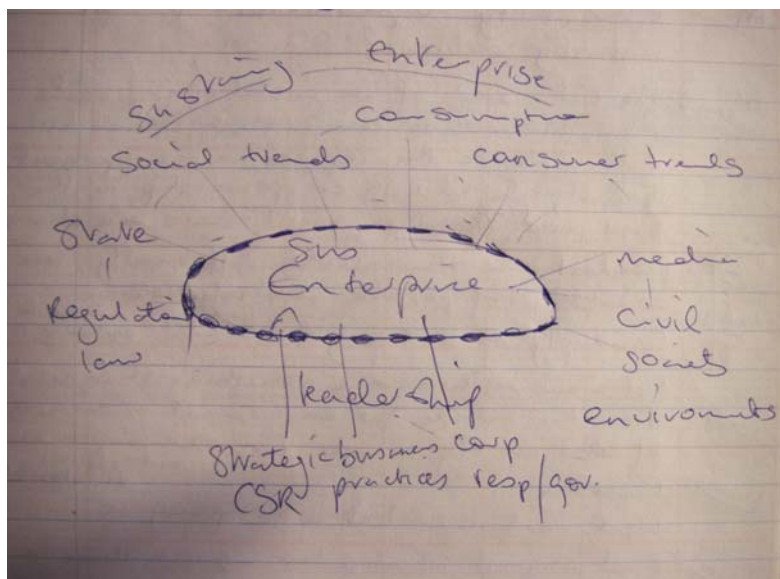 sustaining enterprise
consumption
social trends consumer trends
State
Sus
Enterprise
media
Regulation
law
civil
society
environments
leadership
Strategic business corp
CSR practices resp/gov.